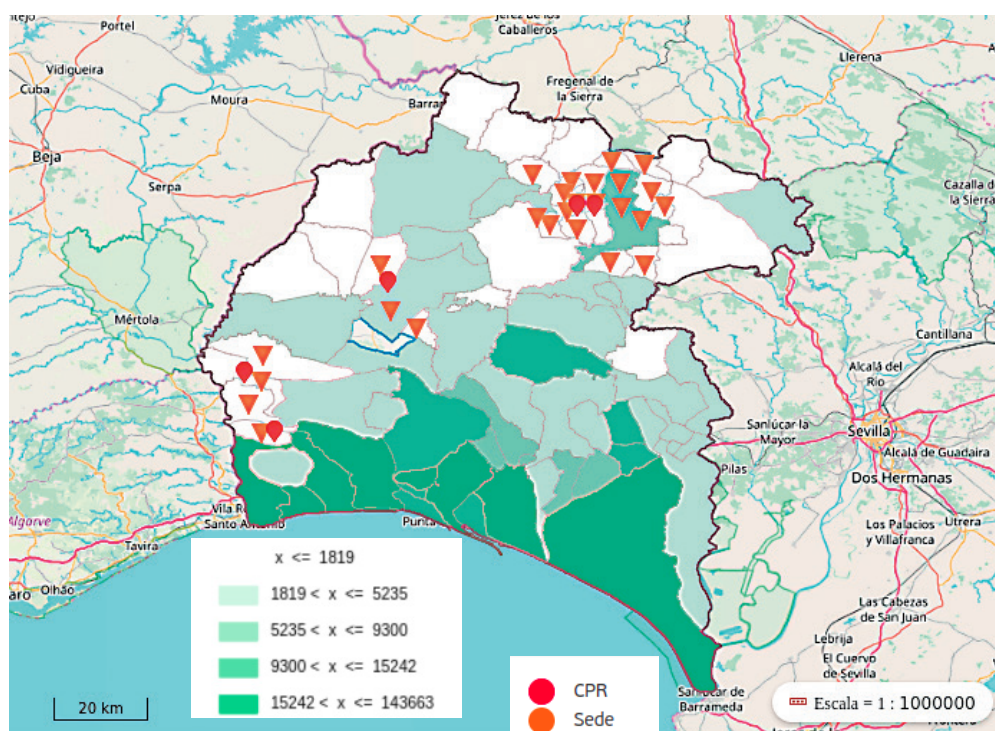 Portel
Jerez de los
Caballeros
Llerena
Vidigueira
Cuba
Moura
Barra
Fregenal de
la Sierra
Beja
Serpa
Cazalla d
la Sierra
Mértola
Cantillana
Alcalá del
Río
Sanlúcar la
Mayor
Sevilla
Alcalá de Guadaira
Pilas
Dos Hermanas
Vila R
Santo António
Punta
Algarve
Tavira
Los Palacios
y Villafranca
Utrera
x <= 1819
1819 < x <= 5235
5235 < x <= 9300
9300 < x <= 15242
15242 < x <= 143663
aro
Olhão
Las Cabezas
de San Juan
Lebrija
El Cuervo
de Sevilla
20 km
CPR
Sede
Sanlúcar de
Barrameda
Escala = 1 : 1000000